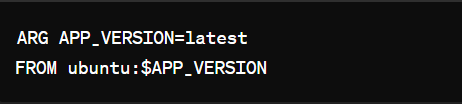 ARG APP_VERSION=latest
FROM ubuntu:$APP_VERSION